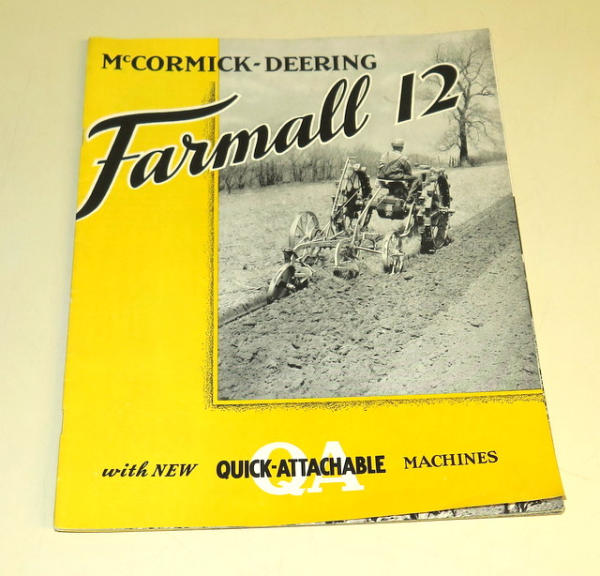 McCORMICK-DEERING
Farmall 12
with NEW QUICK-ATTACHABLE MACHINES
QA